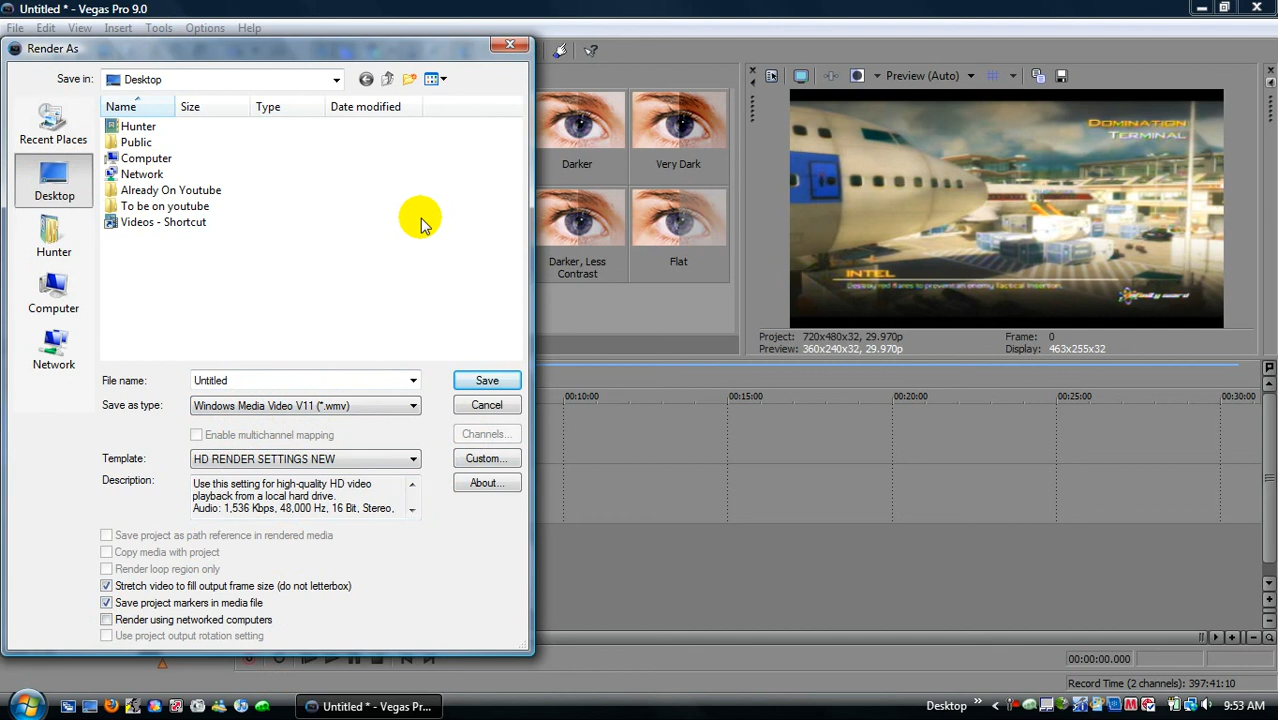 Untitled * - Vegas Pro 9.0
File Edit View Insert Tools Options Help
Render As
Save in: Desktop
Name Size Type Date modified
Recent Places
Desktop
Hunter
Computer
Network
Hunter
Public
Computer
Network
Already On Youtube
To be on youtube
Videos - Shortcut
File name: Untitled Save
Save as type: Windows Media Video V11 (*.wmv) Cancel
Enable multichannel mapping Channels...
Template: HD RENDER SETTINGS NEW Custom...
Description: Use this setting for high-quality HD video About...
playback from a local hard drive.
Audio: 1,536 Kbps, 48,000 Hz, 16 Bit, Stereo,
Save project as path reference in rendered media
Copy media with project
Render loop region only
Stretch video to fill output frame size (do not letterbox)
Save project markers in media file
Render using networked computers
Use project output rotation setting
Darker Very Dark
Darker, Less
Contrast
Flat
Preview (Auto)
DOMINATION
TERMINAL
INTEL
Destroy red flares to prevent an enemy Tactical Insertion.
Project: 720x480x32, 29.970p Frame: 0
Preview: 360x240x32, 29.970p Display: 463x255x32
00:10:00 00:15:00 00:20:00 00:25:00 00:30:00
00:00:00.000
Record Time (2 channels): 397:41:10
Untitled * - Vegas Pr... Desktop 9:53 AM